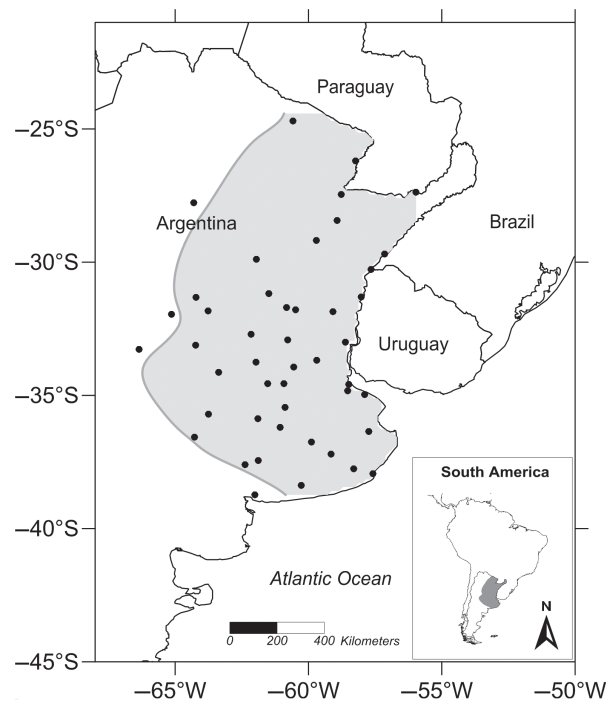 Paraguay
−25°S
Argentina
Brazil
−30°S
Uruguay
−35°S
South America
−40°S
Atlantic Ocean
N
0 200 400 Kilometers
−45°S
−65°W −60°W −55°W −50°W